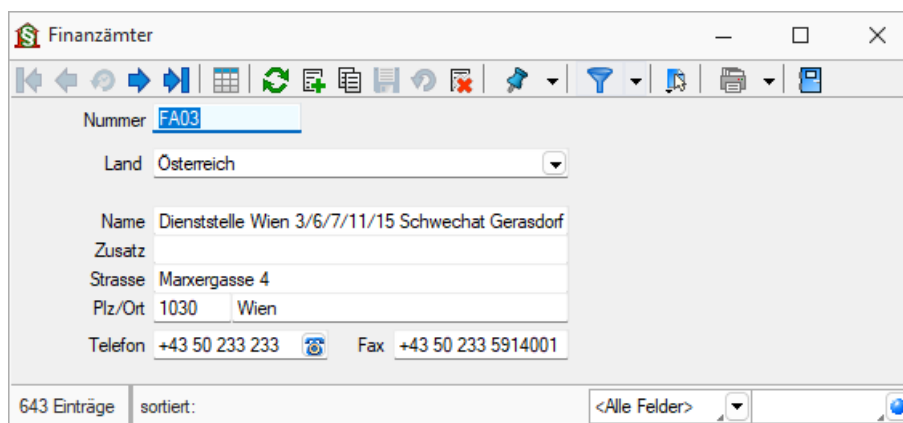 Finanzämter
Nummer FA03
Land Österreich
Name Dienststelle Wien 3/6/7/11/15 Schwechat Gerasdorf
Zusatz
Strasse Marxergasse 4
Plz/Ort 1030 Wien
Telefon +43 50 233 233 Fax +43 50 233 5914001
643 Einträge sortiert: <Alle Felder>